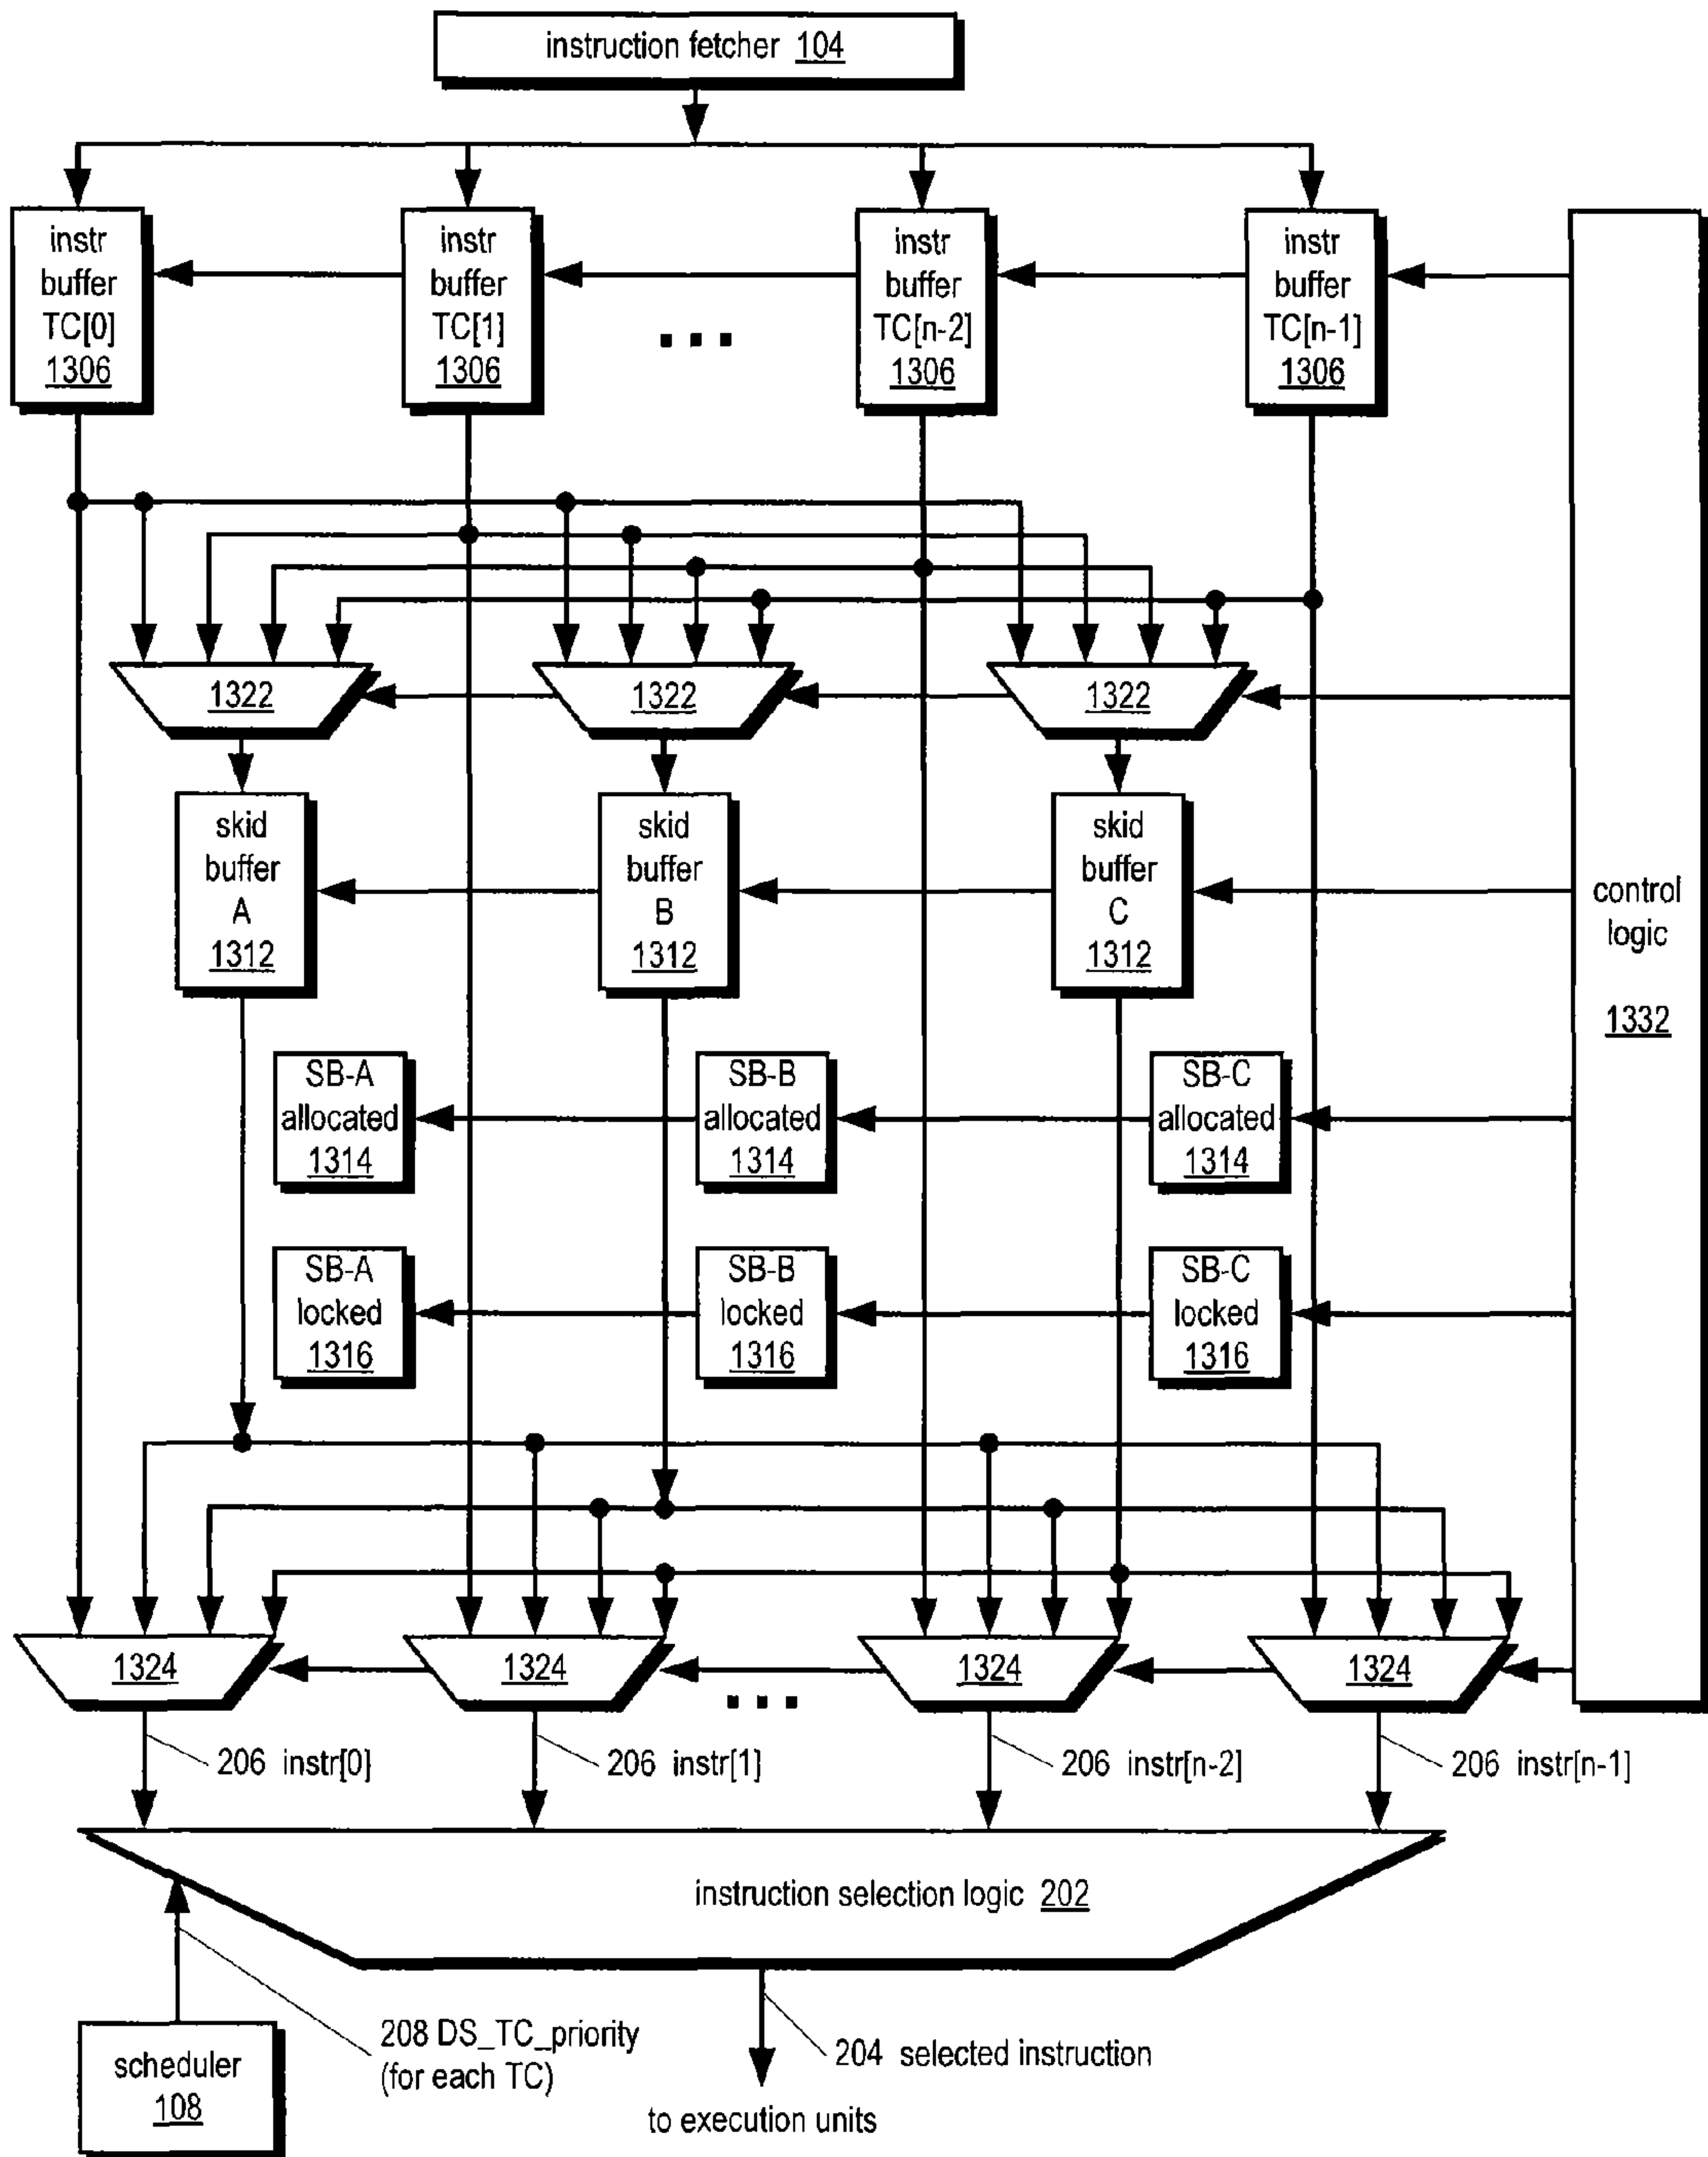 instruction fetcher 104
instr
buffer
TC[0]
1306
instr
buffer
TC[1]
1306
...
instr
buffer
TC[n-2]
1306
instr
buffer
TC[n-1]
1306
1322
1322
1322
skid
buffer
A
1312
skid
buffer
B
1312
skid
buffer
C
1312
control
logic
1332
SB-A
allocated
1314
SB-B
allocated
1314
SB-C
allocated
1314
SB-A
locked
1316
SB-B
locked
1316
SB-C
locked
1316
1324
1324
...
1324
1324
206 instr[0]
206 instr[1]
206 instr[n-2]
206 instr[n-1]
instruction selection logic 202
scheduler
108
208 DS_TC_priority
(for each TC)
204 selected instruction
to execution units